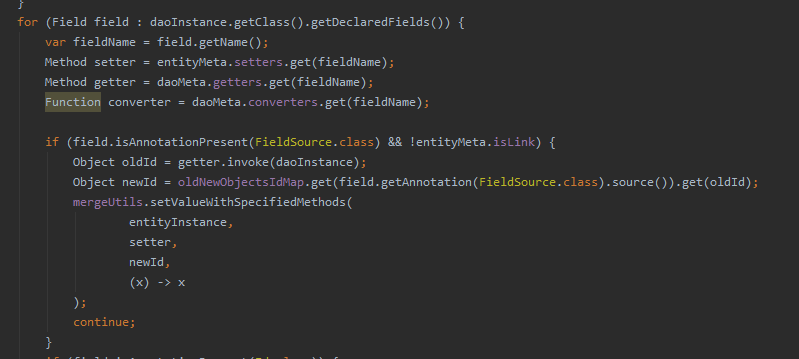 }
for (Field field : daoInstance.getClass().getDeclaredFields()) {
    var fieldName = field.getName();
    Method setter = entityMeta.setters.get(fieldName);
    Method getter = daoMeta.getters.get(fieldName);
    Function converter = daoMeta.converters.get(fieldName);

    if (field.isAnnotationPresent(FieldSource.class) && !entityMeta.isLink) {
        Object oldId = getter.invoke(daoInstance);
        Object newId = oldNewObjectsIdMap.get(field.getAnnotation(FieldSource.class).source()).get(oldId);
        mergeUtils.setValueWithSpecifiedMethods(
                entityInstance,
                setter,
                newId,
                (x) -> x
        );
        continue;
    }